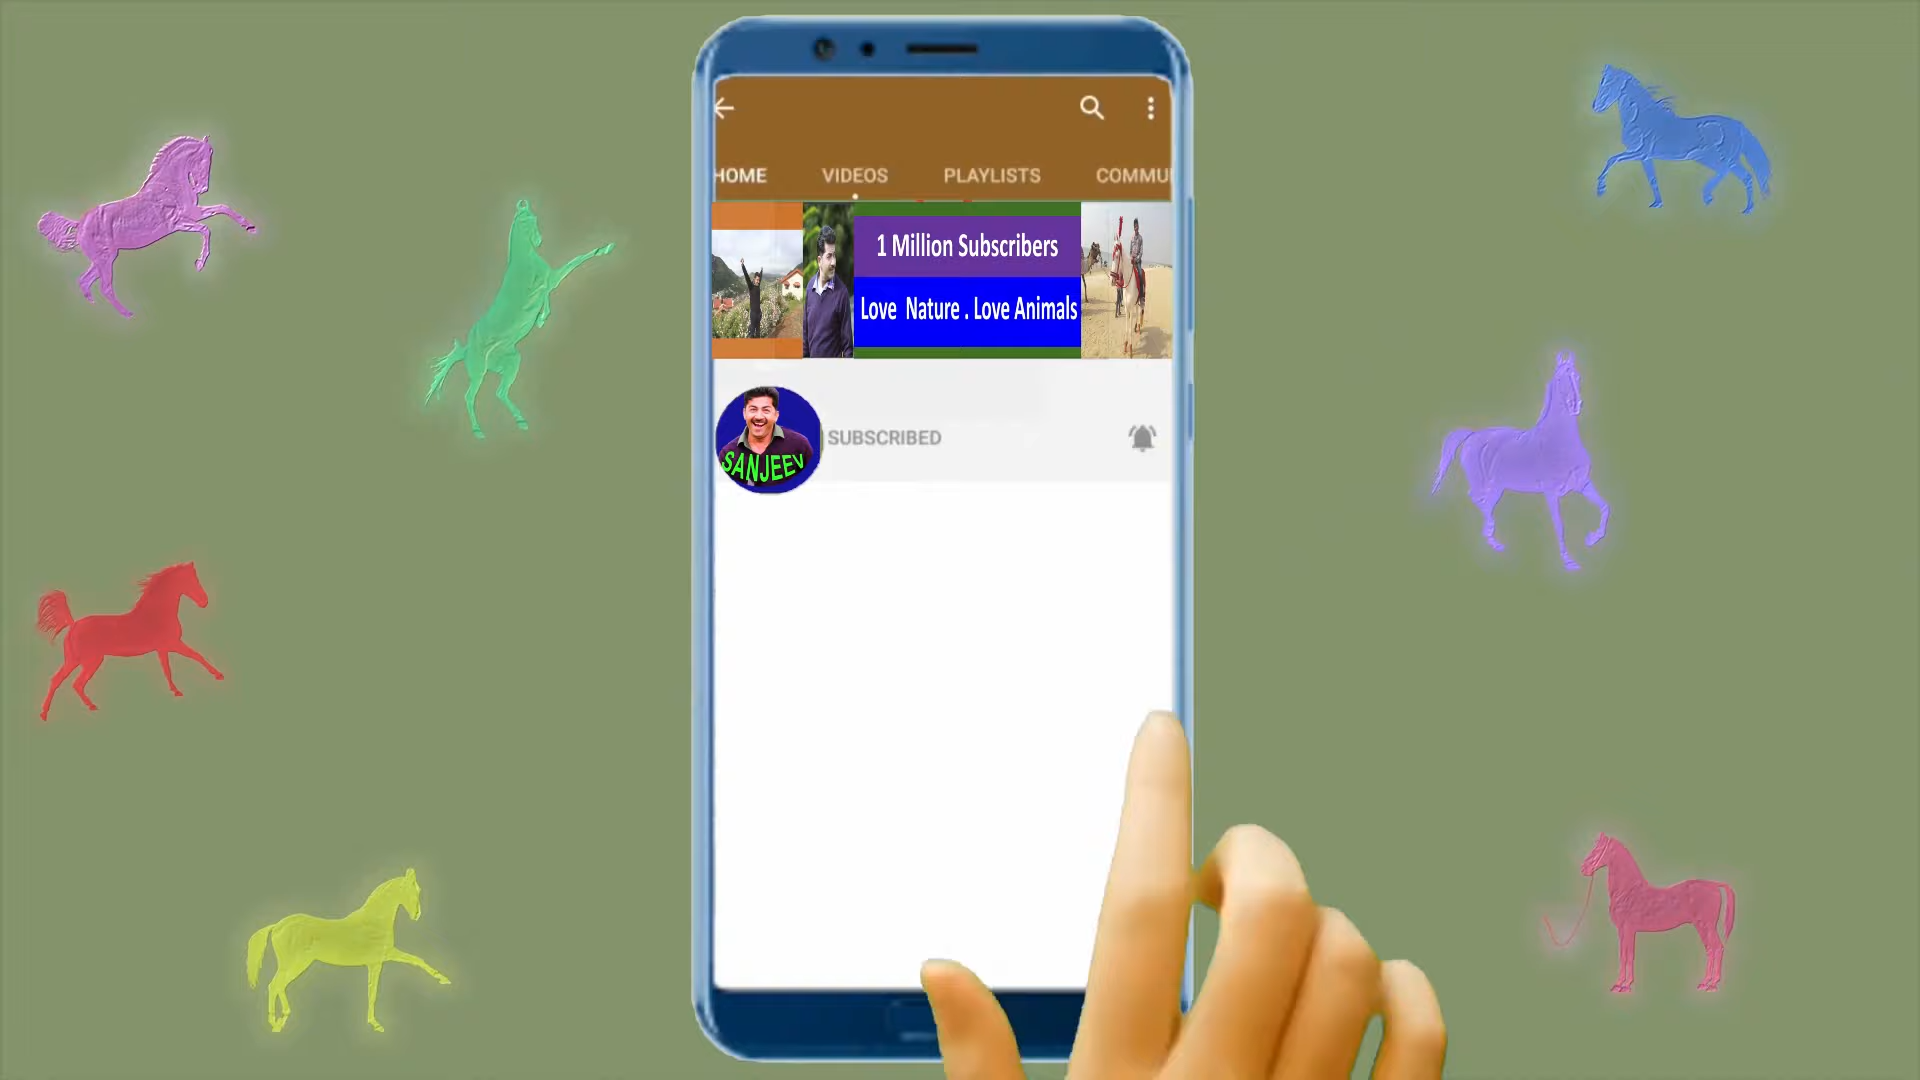 HOME VIDEOS PLAYLISTS COMMU
1 Million Subscribers
Love Nature . Love Animals
SUBSCRIBED
SANJEEV